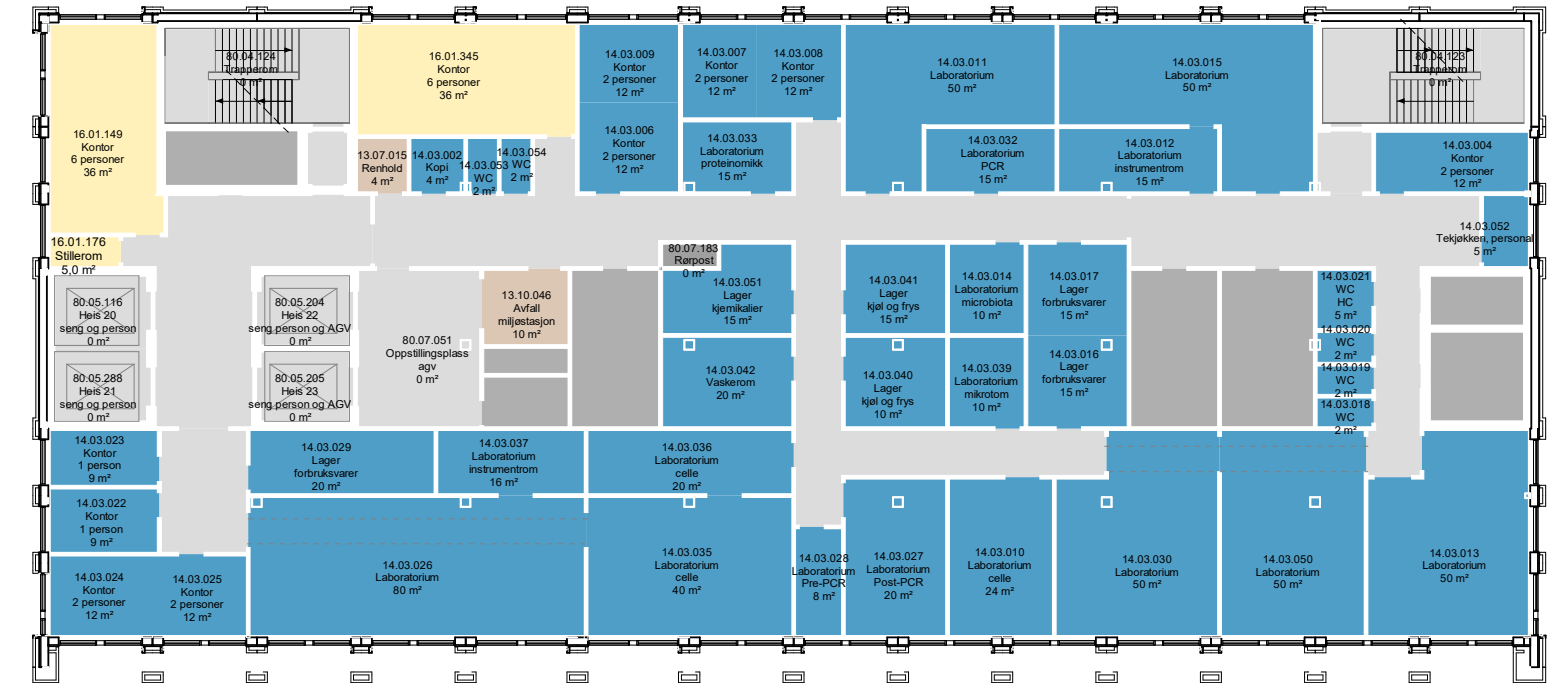 80.04.124
Trapperom
0 m²
16.01.345
Kontor
6 personer
36 m²
14.03.009
Kontor
2 personer
12 m²
14.03.007
Kontor
2 personer
12 m²
14.03.008
Kontor
2 personer
12 m²
14.03.011
Laboratorium
50 m²
14.03.015
Laboratorium
50 m²
80.04.123
Trapperom
0 m²
16.01.149
Kontor
6 personer
36 m²
13.07.015
Renhold
4 m²
14.03.002
Kopi
4 m²
14.03.053
WC
2 m²
14.03.054
WC
2 m²
14.03.006
Kontor
2 personer
12 m²
14.03.033
Laboratorium
proteinomikk
15 m²
14.03.032
Laboratorium
PCR
15 m²
14.03.012
Laboratorium
instrumentrom
15 m²
14.03.004
Kontor
2 personer
12 m²
16.01.176
Stillerom
5,0 m²
80.07.183
Rørpost
0 m²
14.03.052
Tekjøkken, personal
5 m²
80.05.116
Heis 20
seng og person
0 m²
80.05.204
Heis 22
seng,person og AGV
0 m²
13.10.046
Avfall
miljøstasjon
10 m²
14.03.051
Lager
kjemikalier
15 m²
14.03.041
Lager
kjøl og frys
15 m²
14.03.014
Laboratorium
microbiota
10 m²
14.03.017
Lager
forbruksvarer
15 m²
14.03.021
WC
HC
5 m²
80.07.051
Oppstillingsplass
agv
0 m²
14.03.020
WC
2 m²
80.05.288
Heis 21
seng og person
0 m²
80.05.205
Heis 23
seng,person og AGV
0 m²
14.03.042
Vaskerom
20 m²
14.03.040
Lager
kjøl og frys
10 m²
14.03.039
Laboratorium
mikrotom
10 m²
14.03.016
Lager
forbruksvarer
15 m²
14.03.019
WC
2 m²
14.03.018
WC
2 m²
14.03.023
Kontor
1 person
9 m²
14.03.029
Lager
forbruksvarer
20 m²
14.03.037
Laboratorium
instrumentrom
16 m²
14.03.036
Laboratorium
celle
20 m²
14.03.022
Kontor
1 person
9 m²
14.03.024
Kontor
2 personer
12 m²
14.03.025
Kontor
2 personer
12 m²
14.03.026
Laboratorium
80 m²
14.03.035
Laboratorium
celle
40 m²
14.03.028
Laboratorium
Pre-PCR
8 m²
14.03.027
Laboratorium
Post-PCR
20 m²
14.03.010
Laboratorium
celle
24 m²
14.03.030
Laboratorium
50 m²
14.03.050
Laboratorium
50 m²
14.03.013
Laboratorium
50 m²